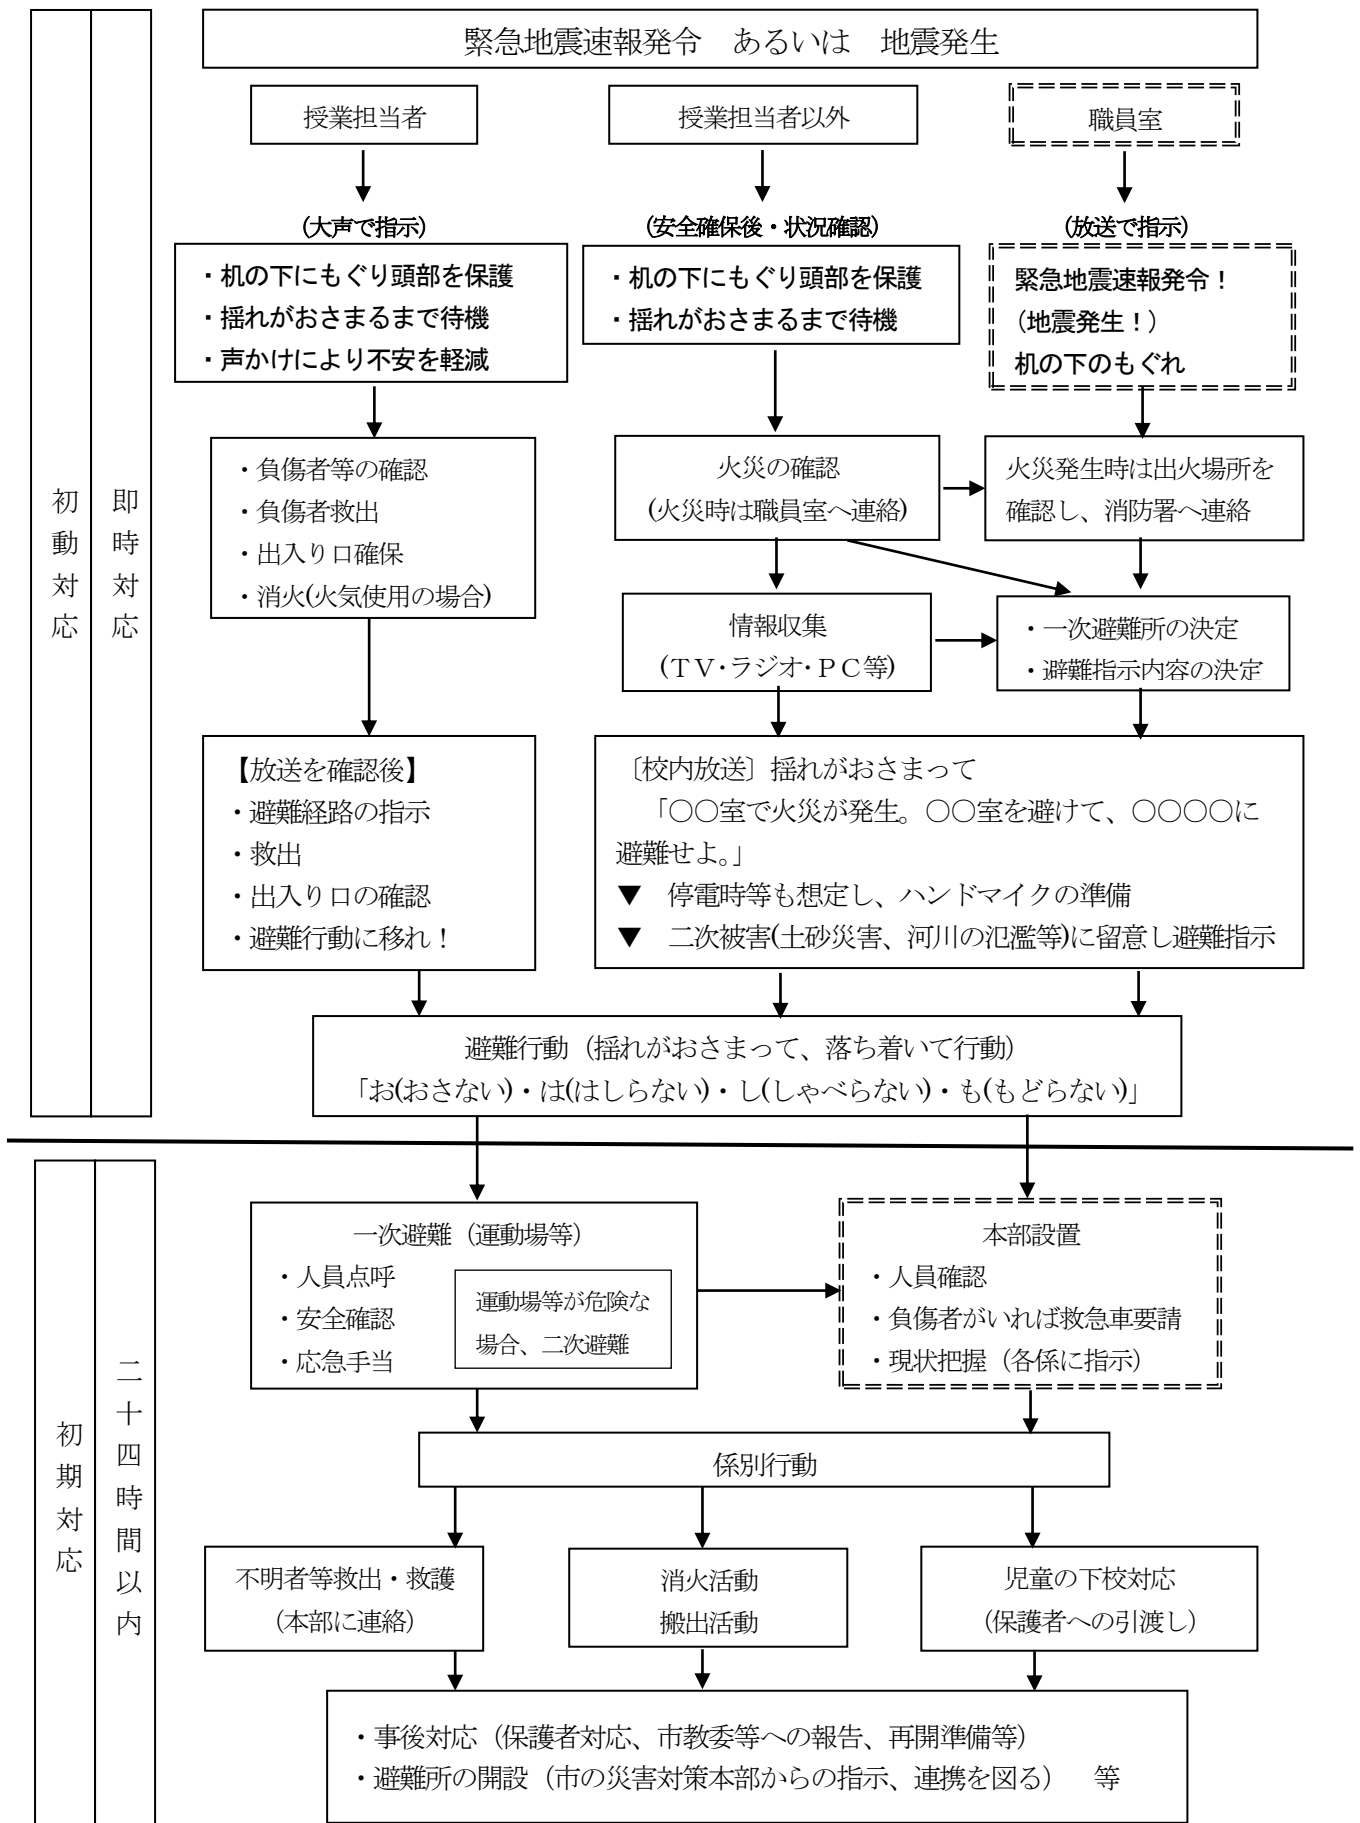 緊急地震速報発令　あるいは　地震発生
授業担当者
授業担当者以外
職員室
(大声で指示)
(安全確保後・状況確認)
(放送で指示)
・机の下にもぐり頭部を保護
・揺れがおさまるまで待機
・声かけにより不安を軽減
・机の下にもぐり頭部を保護
・揺れがおさまるまで待機
緊急地震速報発令！
（地震発生！）
机の下のもぐれ
初動対応
即時対応
・負傷者等の確認
・負傷者救出
・出入り口確保
・消火(火気使用の場合)
火災の確認
(火災時は職員室へ連絡)
火災発生時は出火場所を
確認し、消防署へ連絡
情報収集
(ＴＶ・ラジオ・ＰＣ等)
・一次避難所の決定
・避難指示内容の決定
【放送を確認後】
・避難経路の指示
・救出
・出入り口の確認
・避難行動に移れ！
〔校内放送〕揺れがおさまって
「〇〇室で火災が発生。〇〇室を避けて、〇〇〇〇に
避難せよ。」
▼　停電時等も想定し、ハンドマイクの準備
▼　二次被害(土砂災害、河川の氾濫等)に留意し避難指示
避難行動（揺れがおさまって、落ち着いて行動）
「お(おさない)・は(はしらない)・し(しゃべらない)・も(もどらない)」
初期対応
二十四時間以内
一次避難（運動場等）
・人員点呼
・安全確認
・応急手当
運動場等が危険な
場合、二次避難
本部設置
・人員確認
・負傷者がいれば救急車要請
・現状把握（各係に指示）
係別行動
不明者等救出・救護
（本部に連絡）
消火活動
搬出活動
児童の下校対応
（保護者への引渡し）
・事後対応（保護者対応、市教委等への報告、再開準備等）
・避難所の開設（市の災害対策本部からの指示、連携を図る）　等